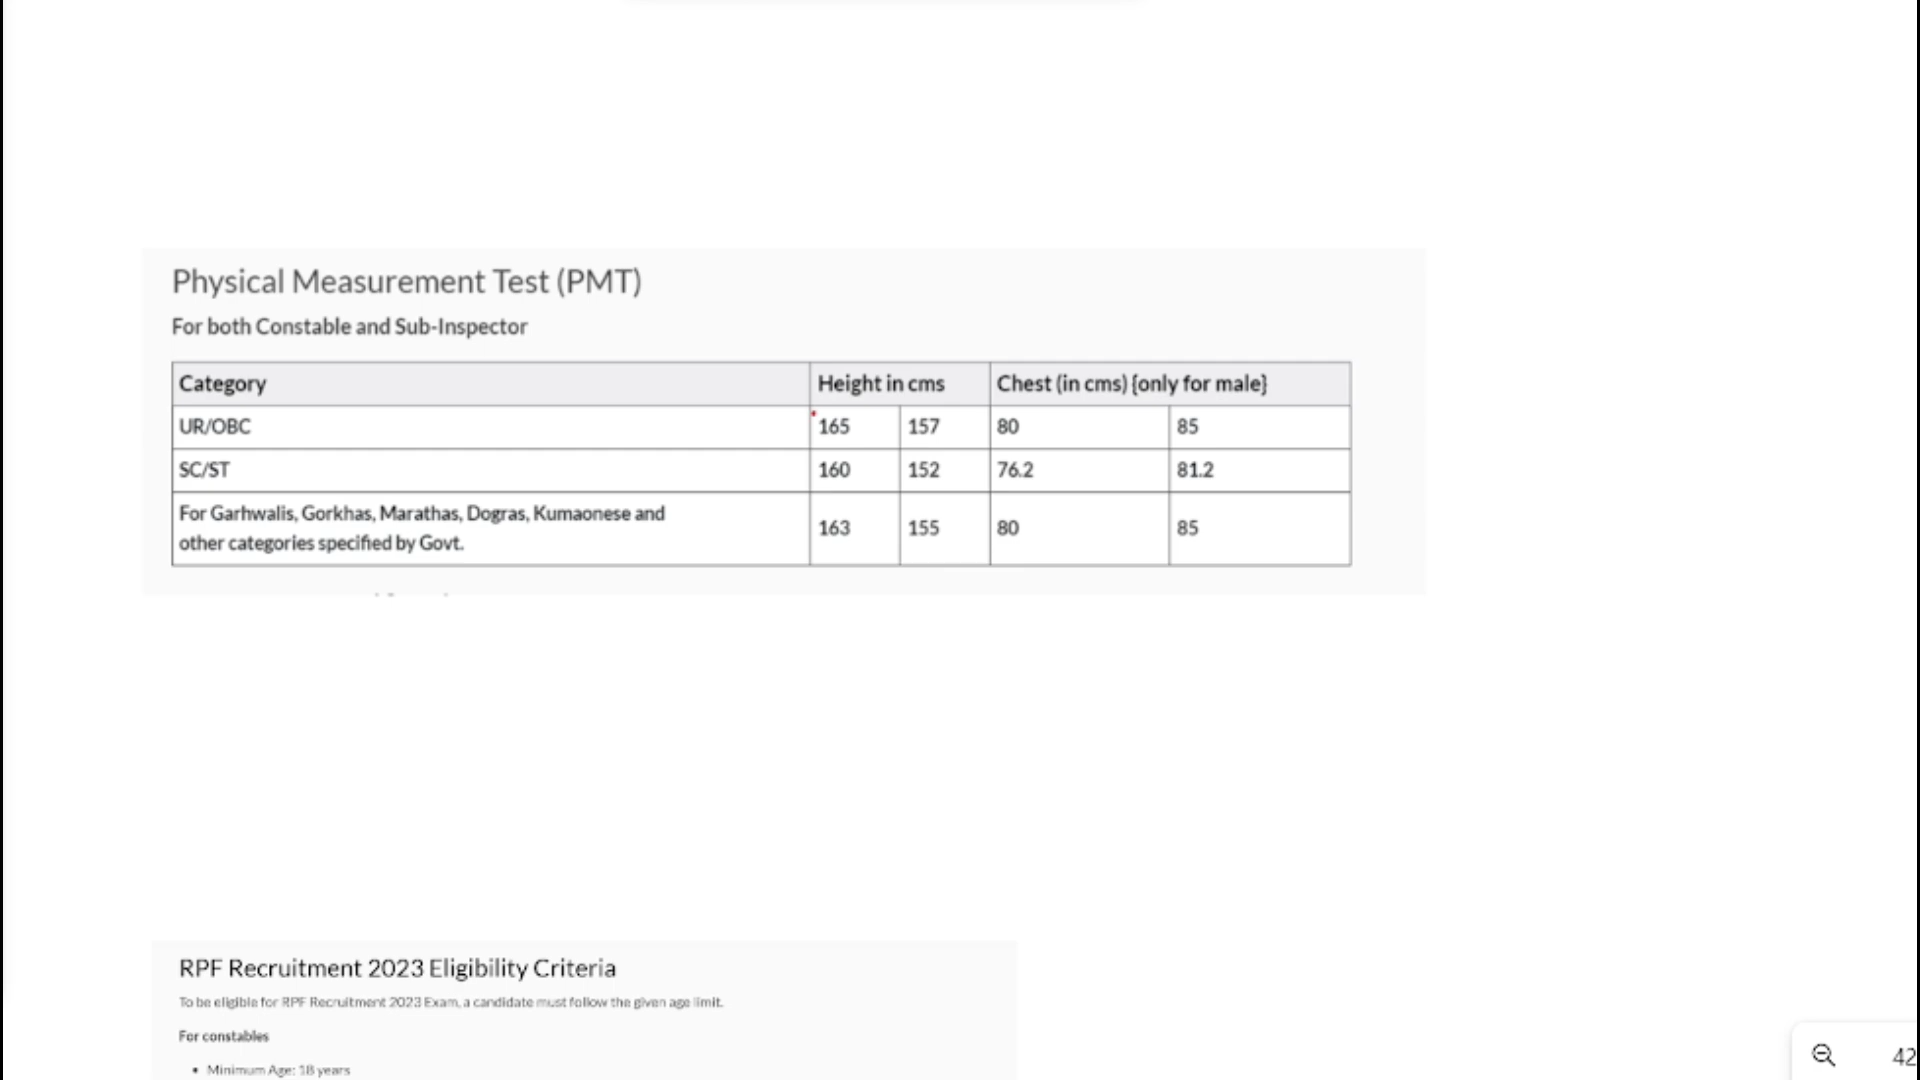 Physical Measurement Test (PMT)
For both Constable and Sub-Inspector
Category Height in cms Chest (in cms) {only for male}
UR/OBC 165 157 80 85
SC/ST 160 152 76.2 81.2
For Garhwalis, Gorkhas, Marathas, Dogras, Kumaonese and
other categories specified by Govt. 163 155 80 85
RPF Recruitment 2023 Eligibility Criteria
To be eligible for RPF Recruitment 2023 Exam, a candidate must follow the given age limit.
For constables
• Minimum Age: 18 years
42